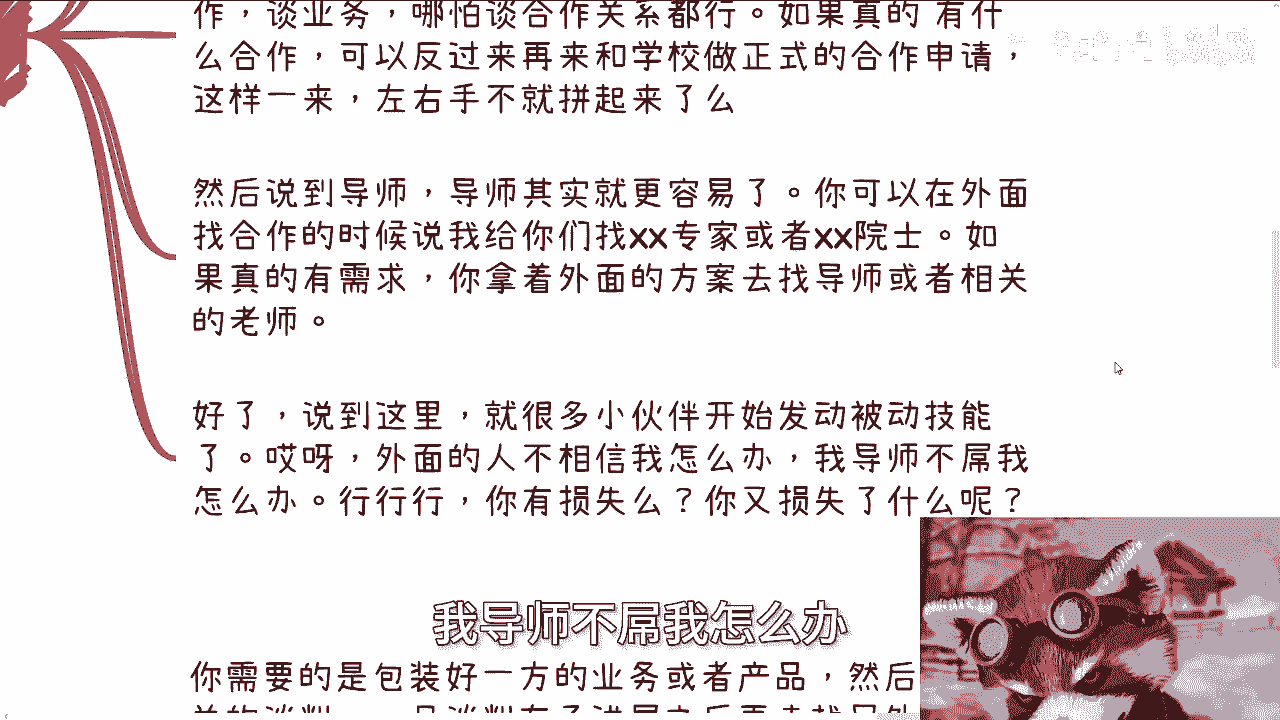 作，谈业务，哪怕谈合作关系都行。如果真的 有什
么合作，可以反过来再来和学校做正式的合作申请，
这样一来，左右手不就拼起来了么
然后说到导师，导师其实就更容易了。你可以在外面
找合作的时候说我给你们找xx专家或者xx院士。如
果真的有需求，你拿着外面的方案去找导师或者相关
的老师。
好了，说到这里，就很多小伙伴开始发动被动技能
了。哎呀，外面的人不相信我怎么办，我导师不屌我
怎么办。行行行，你有损失么？你又损失了什么呢？
我导师不屌我怎么办
你需要的是包装好一方的业务或者产品，然后